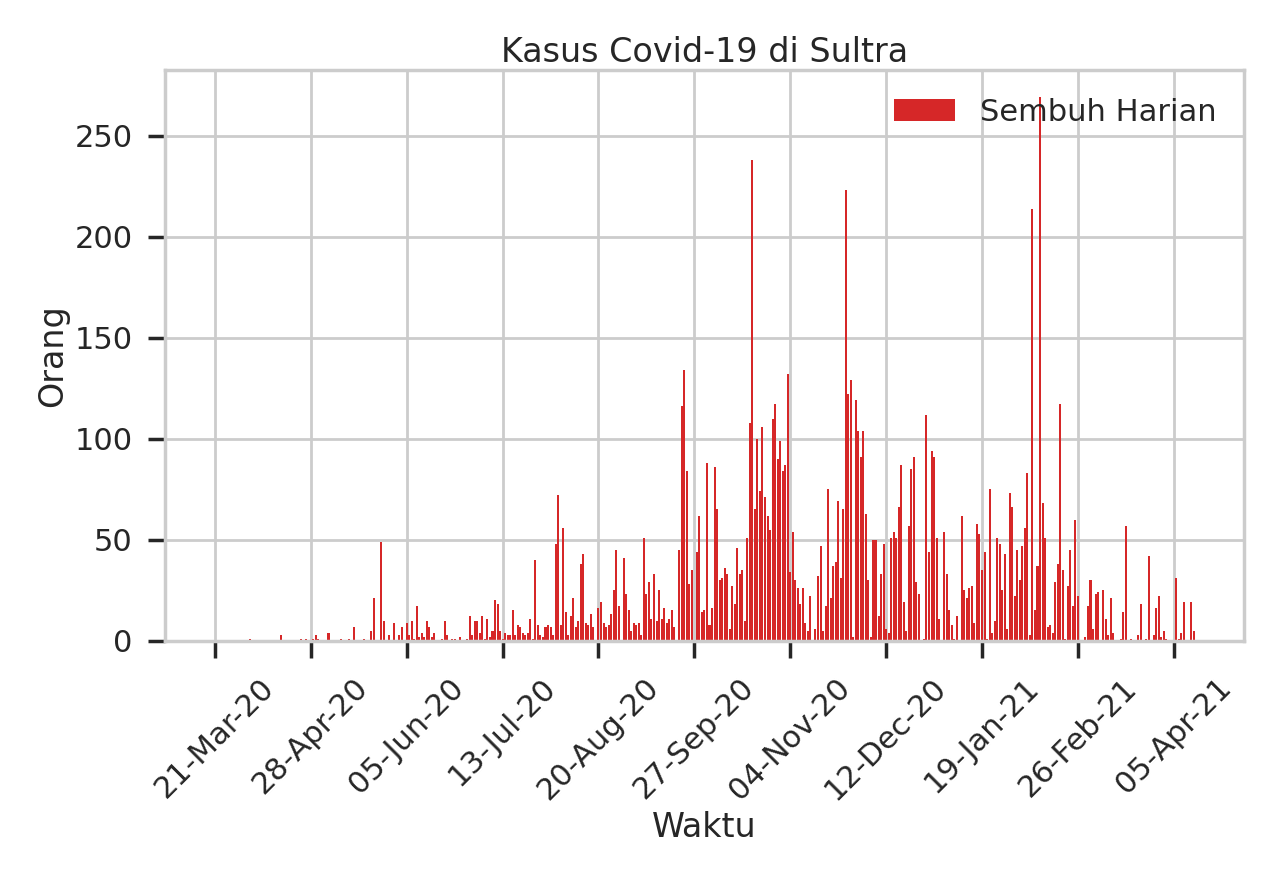 Kasus Covid-19 di Sultra
Sembuh Harian
Orang
250
200
150
100
50
0
21-Mar-20
28-Apr-20
05-Jun-20
13-Jul-20
20-Aug-20
27-Sep-20
04-Nov-20
12-Dec-20
19-Jan-21
26-Feb-21
05-Apr-21
Waktu